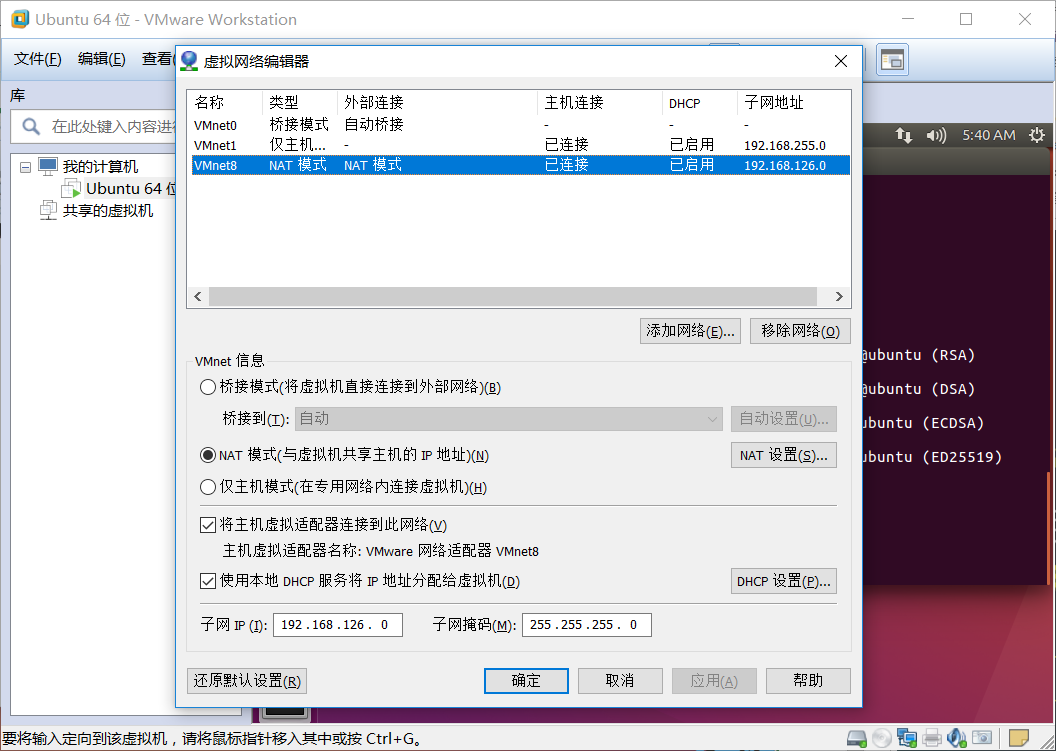 Ubuntu 64 位 - VMware Workstation
文件(F) 编辑(E) 查看(
虚拟网络编辑器
库
在此处键入内容进行
我的计算机
Ubuntu 64 位
共享的虚拟机
5:40 AM
名称 类型 外部连接 主机连接 DHCP 子网地址
VMnet0 桥接模式 自动桥接 - - -
VMnet1 仅主机... - 已连接 已启用 192.168.255.0
VMnet8 NAT 模式 NAT 模式 已连接 已启用 192.168.126.0
添加网络(E)... 移除网络(O)
VMnet 信息
桥接模式(将虚拟机直接连接到外部网络)(B)
桥接到(T): 自动 自动设置(U)...
NAT 模式(与虚拟机共享主机的 IP 地址)(N) NAT 设置(S)...
仅主机模式(在专用网络内连接虚拟机)(H)
将主机虚拟适配器连接到此网络(V)
主机虚拟适配器名称: VMware 网络适配器 VMnet8
使用本地 DHCP 服务将 IP 地址分配给虚拟机(D) DHCP 设置(P)...
子网 IP (I): 192 .168 .126 . 0 子网掩码(M): 255 .255 .255 . 0
还原默认设置(R) 确定 取消 应用(A) 帮助
@ubuntu (RSA)
@ubuntu (DSA)
ubuntu (ECDSA)
ubuntu (ED25519)
要将输入定向到该虚拟机，请将鼠标指针移入其中或按 Ctrl+G。